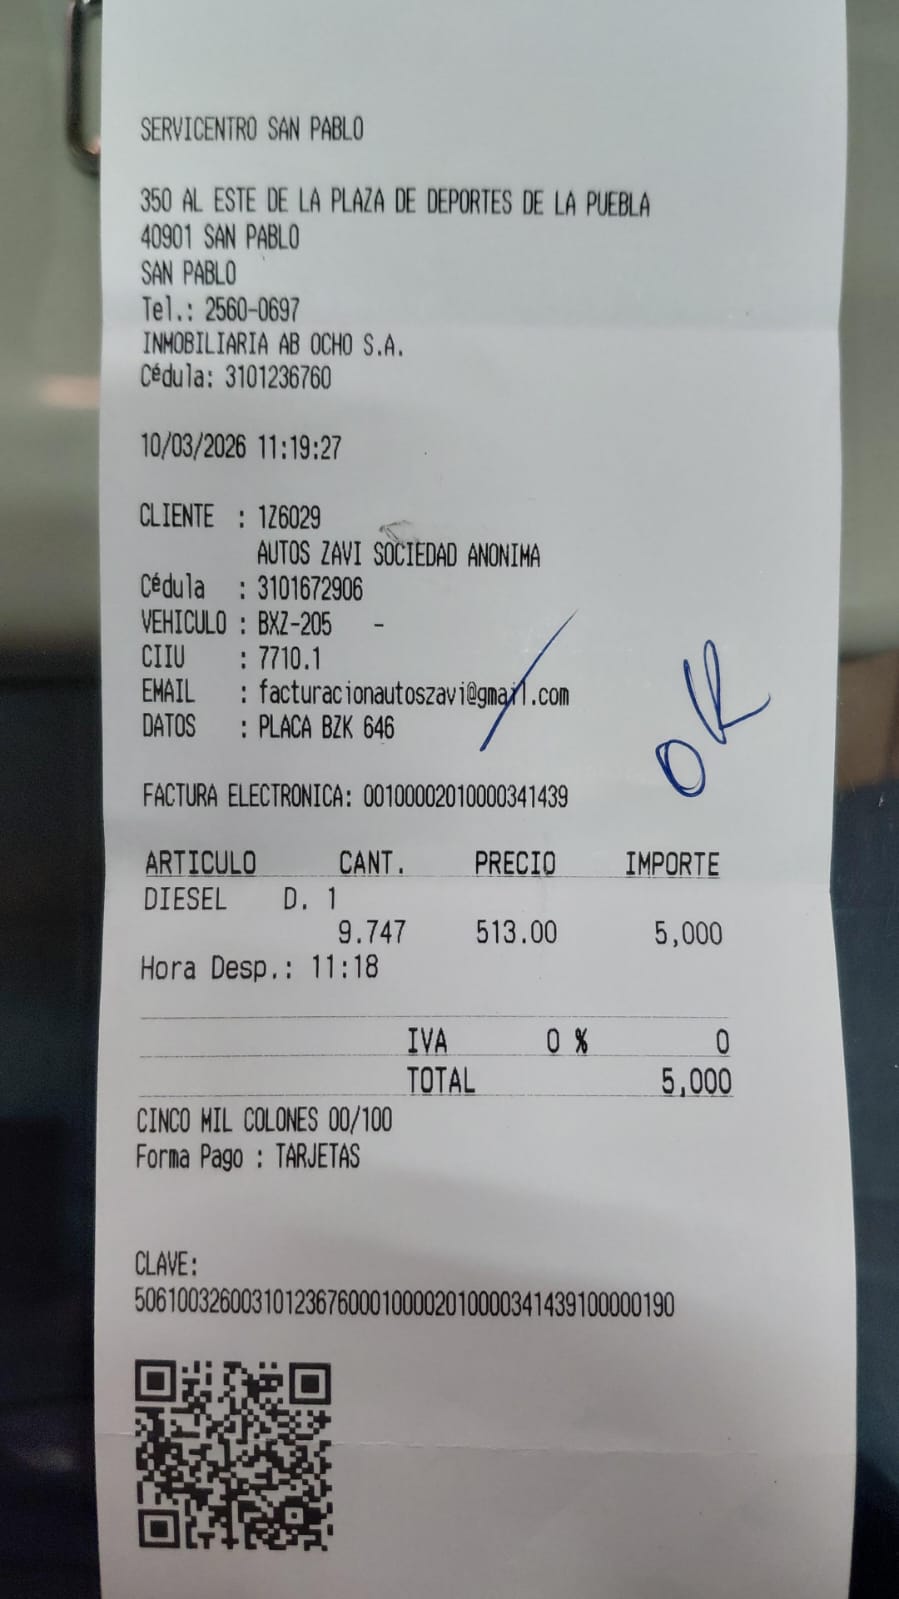 SERVICENTRO SAN PABLO
350 AL ESTE DE LA PLAZA DE DEPORTES DE LA PUEBLA
40901 SAN PABLO
SAN PABLO
Tel.: 2560-0697
INMOBILIARIA AB OCHO S.A.
Cédula: 3101236760
10/03/2026 11:19:27
CLIENTE : 1Z6029
AUTOS ZAVI SOCIEDAD ANONIMA
Cédula : 3101672906
VEHICULO : BXZ-205 -
CIIU : 7710.1
EMAIL : facturacionautoszavi@gmail.com
DATOS : PLACA BZK 646
OK
FACTURA ELECTRONICA: 00100002010000341439
ARTICULO CANT. PRECIO IMPORTE
DIESEL D. 1
9.747 513.00 5,000
Hora Desp.: 11:18
IVA 0 % 0
TOTAL 5,000
CINCO MIL COLONES 00/100
Forma Pago : TARJETAS
CLAVE:
50610032600310123676000100002010000341439100000190